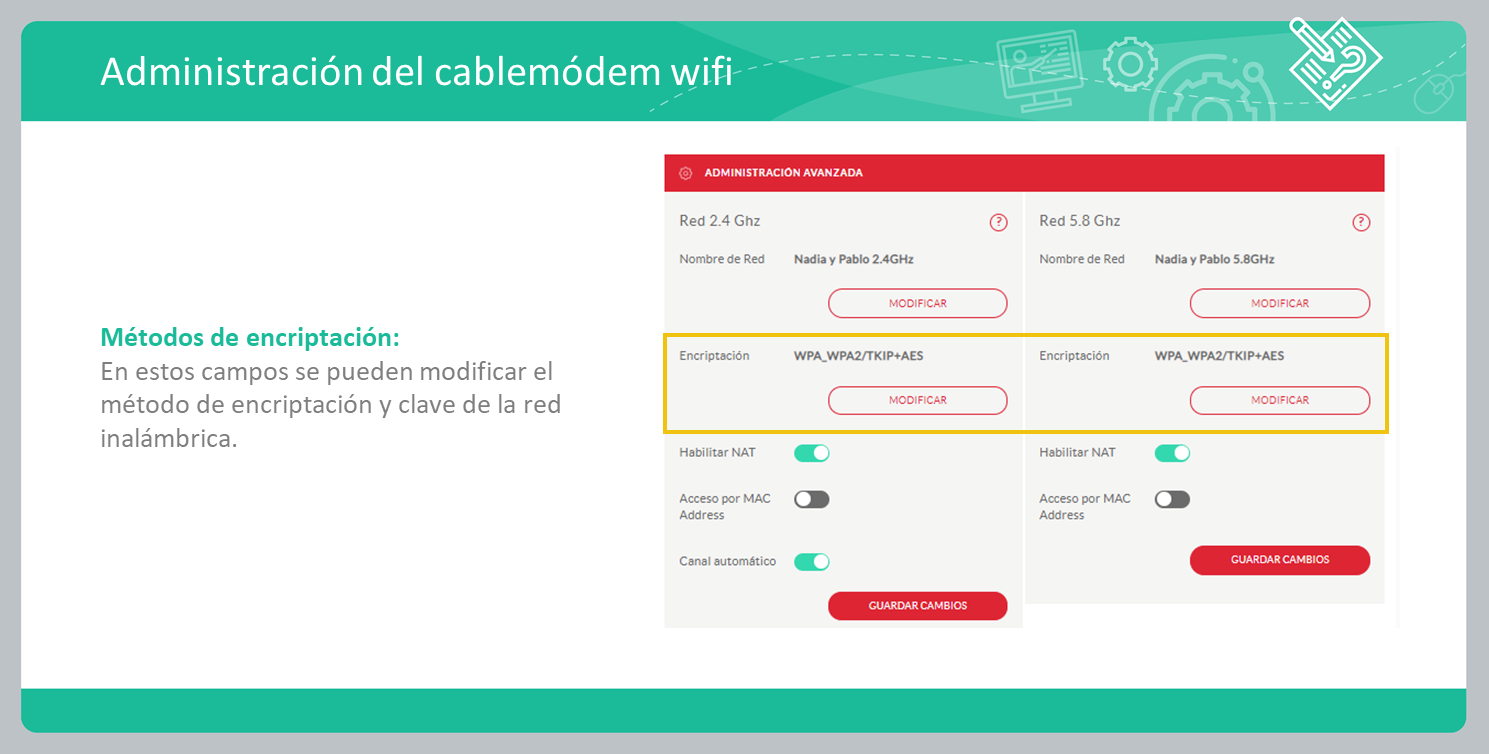 Administración del cablemódem wifi
Métodos de encriptación:
En estos campos se pueden modificar el
método de encriptación y clave de la red
inalámbrica.
ADMINISTRACIÓN AVANZADA
Red 2.4 Ghz
?
Nombre de Red
Nadia y Pablo 2.4GHz
MODIFICAR
Encriptación
WPA_WPA2/TKIP+AES
MODIFICAR
Habilitar NAT
Acceso por MAC
Address
Canal automático
GUARDAR CAMBIOS
Red 5.8 Ghz
?
Nombre de Red
Nadia y Pablo 5.8GHz
MODIFICAR
Encriptación
WPA_WPA2/TKIP+AES
MODIFICAR
Habilitar NAT
Acceso por MAC
Address
GUARDAR CAMBIOS